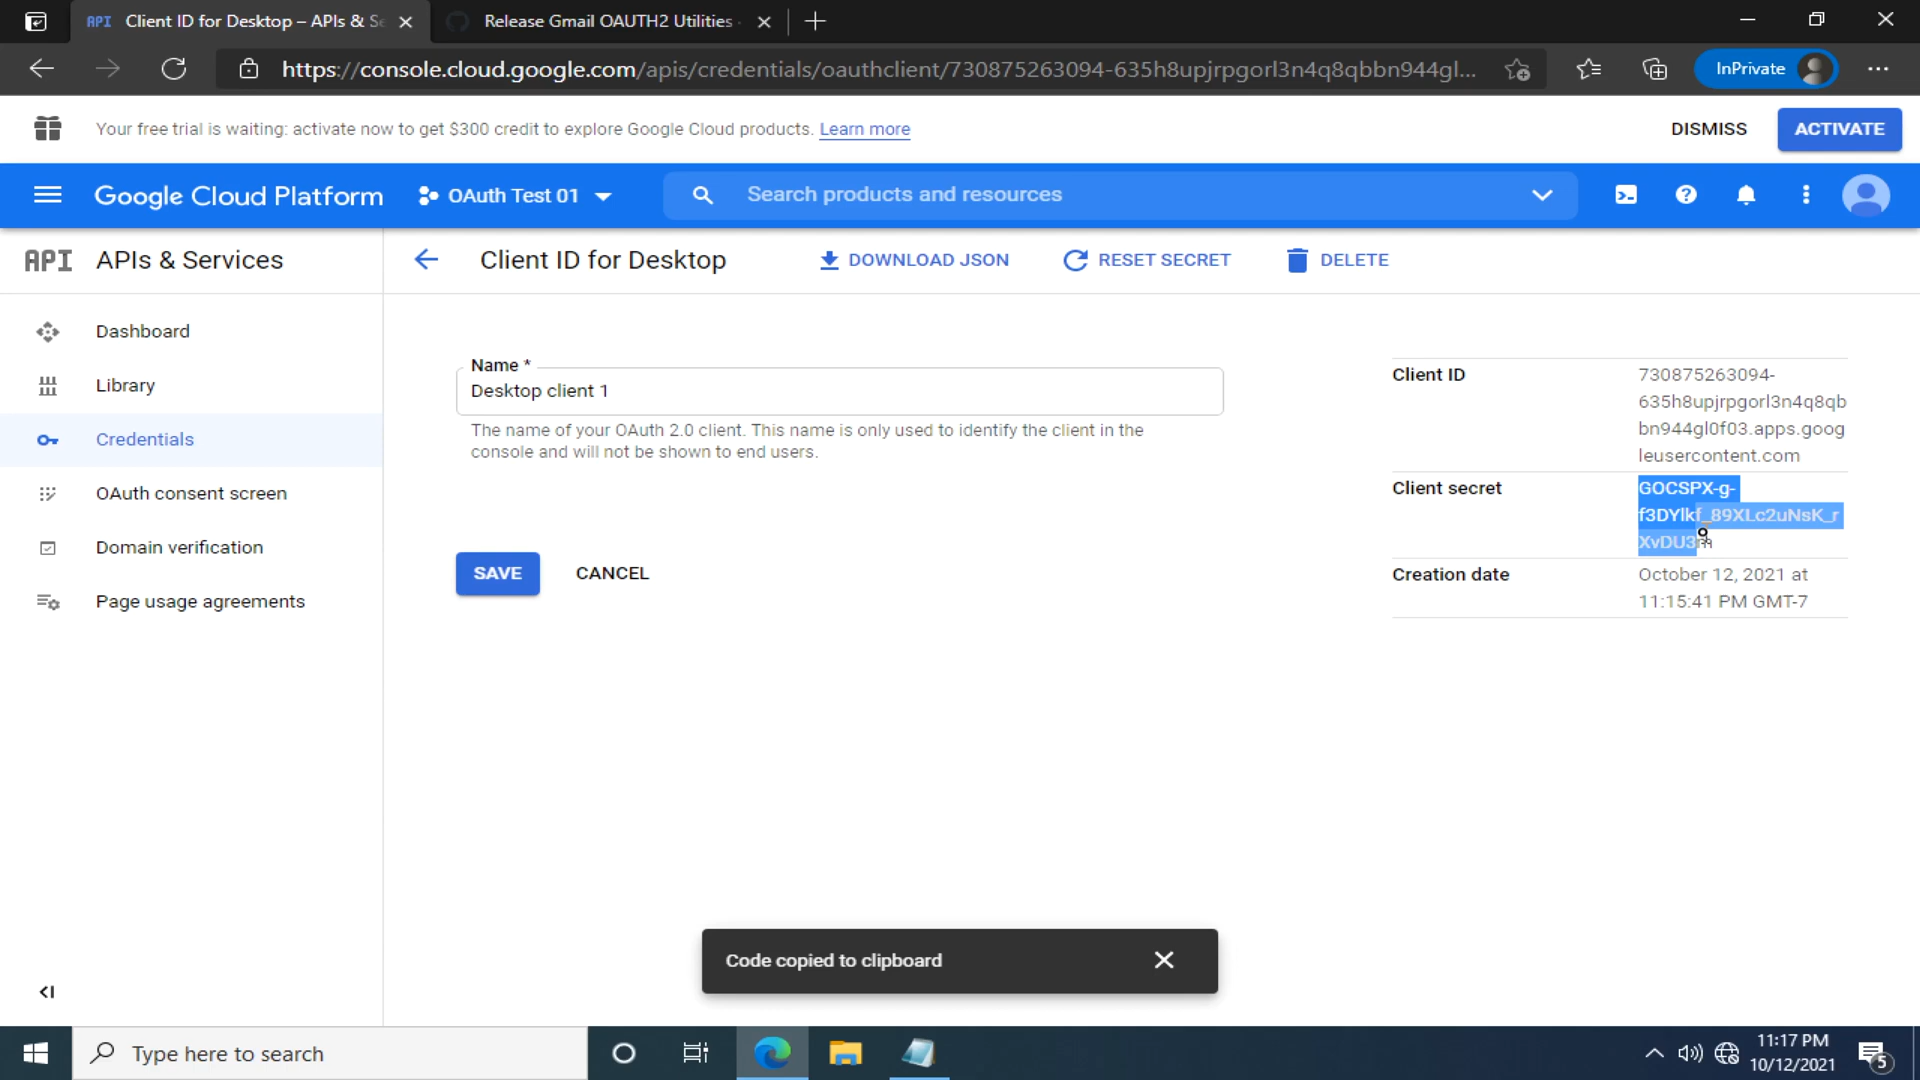 Client ID for Desktop – APIs & Se
Release Gmail OAUTH2 Utilities
https://console.cloud.google.com/apis/credentials/oauthclient/730875263094-635h8upjrpgorl3n4q8qbbn944gl...
InPrivate
Your free trial is waiting: activate now to get $300 credit to explore Google Cloud products. Learn more
DISMISS
ACTIVATE
Google Cloud Platform
OAuth Test 01
Search products and resources
API
APIs & Services
Client ID for Desktop
DOWNLOAD JSON
RESET SECRET
DELETE
Dashboard
Library
Credentials
OAuth consent screen
Domain verification
Page usage agreements
Name *
Desktop client 1
The name of your OAuth 2.0 client. This name is only used to identify the client in the
console and will not be shown to end users.
SAVE
CANCEL
Client ID
730875263094-
635h8upjrpgorl3n4q8qb
bn944gl0f03.apps.goog
leusercontent.com
Client secret
GOCSPX-g-
f3DYlkf_89XLc2uNsK_r
XvDU3m
Creation date
October 12, 2021 at
11:15:41 PM GMT-7
Code copied to clipboard
Type here to search
11:17 PM
10/12/2021
5